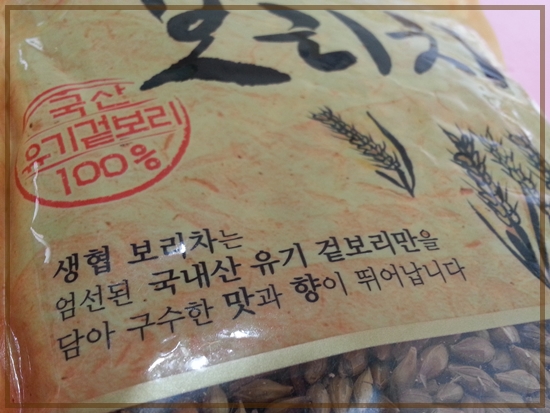 보리차
국산
유기겉보리
100%
생협 보리차는
엄선된 국내산 유기 겉보리만을
담아 구수한 맛과 향이 뛰어납니다